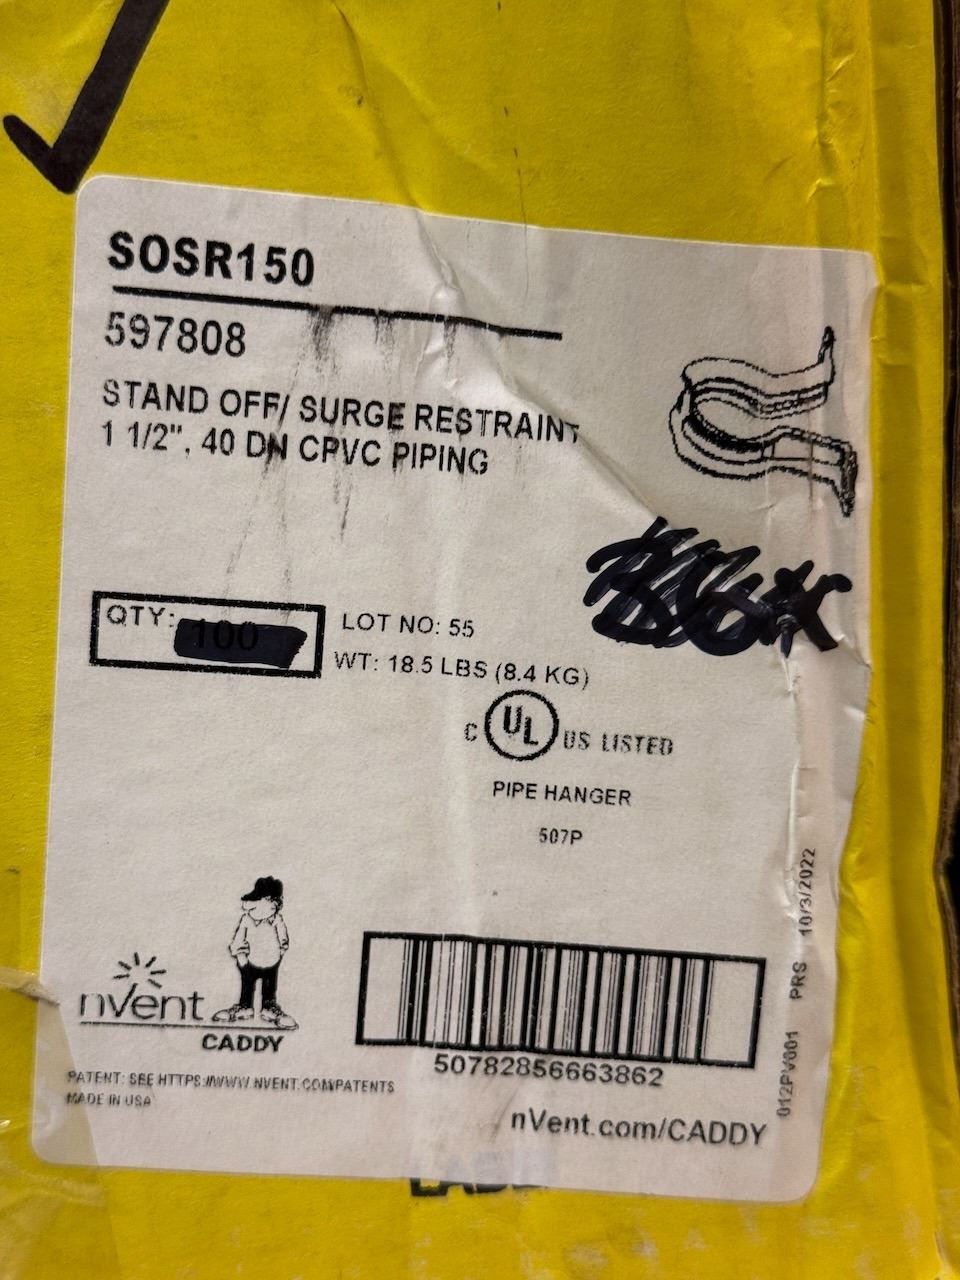 SOSR150
597808
STAND OFF/ SURGE RESTRAINT
1 1/2", 40 DN CPVC PIPING
QTY: 100
LOT NO: 55
WT: 18.5 LBS (8.4 KG)
C UL US LISTED
PIPE HANGER
507P
nVent
CADDY
PATENT: SEE HTTPS://WWW.NVENT.COM/PATENTS
MADE IN USA
50782856663862
nVent.com/CADDY
012PV001 PRS 10/3/2022